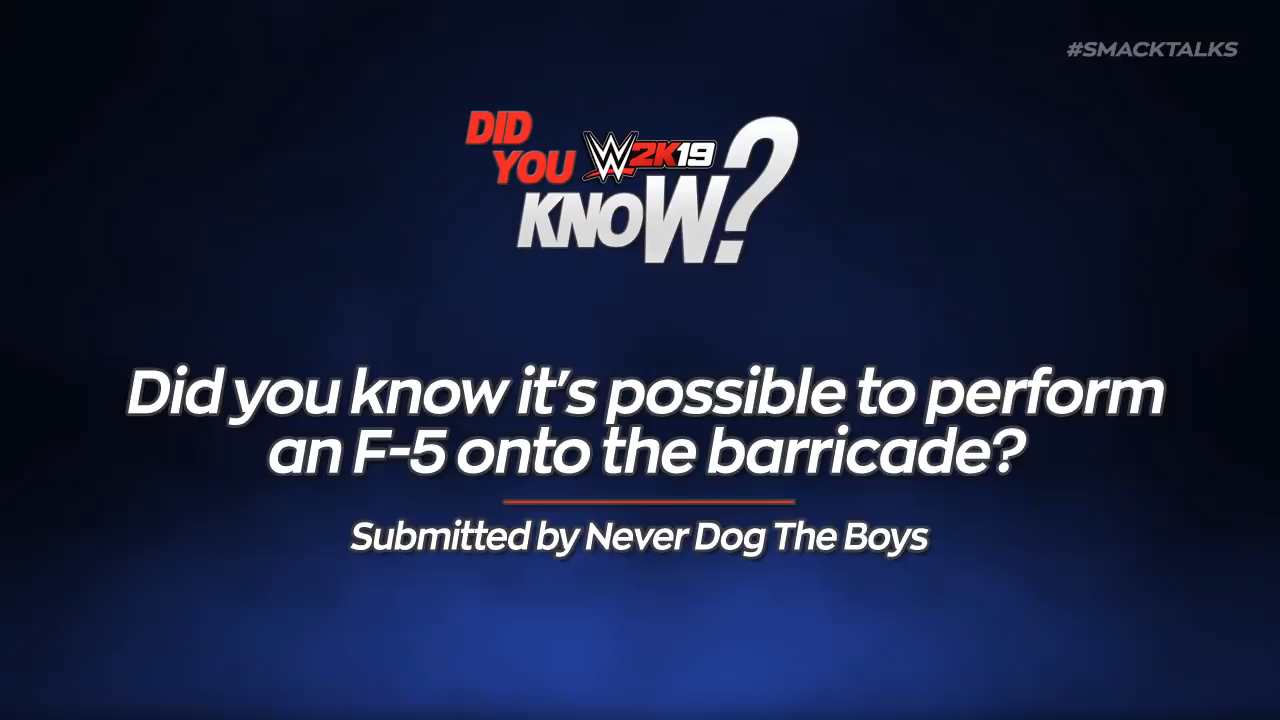 #SMACKTALKS
DID
YOU W2K19
KNOW?
Did you know it's possible to perform
an F-5 onto the barricade?
Submitted by Never Dog The Boys